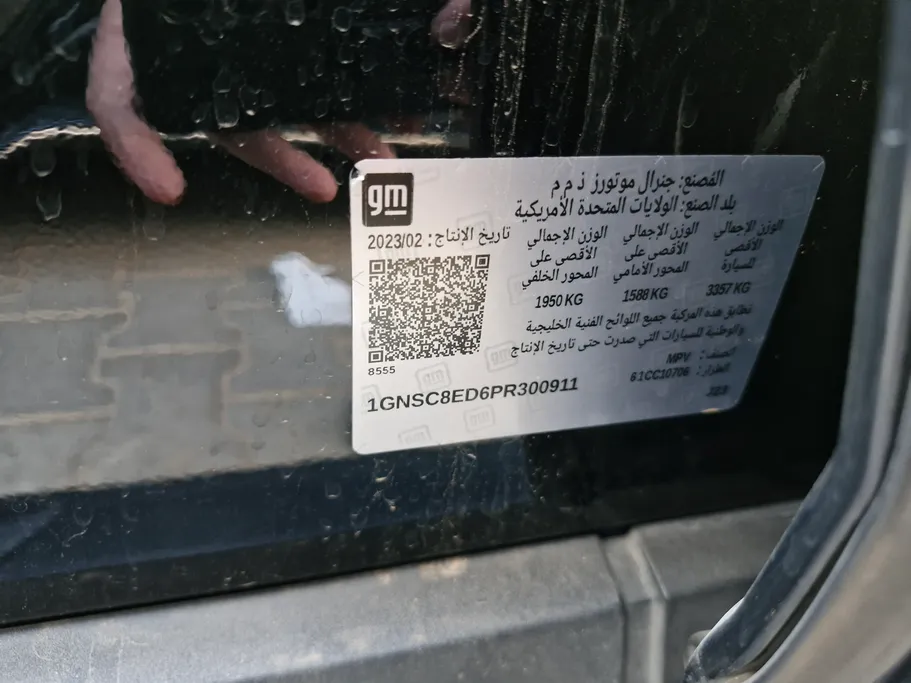 gm
المُصنع: جنرال موتورز ذ م م
بلد الصنع: الولايات المتحدة الأمريكية
تاريخ الإنتاج: 2023/02
الوزن الإجمالي الوزن الإجمالي الوزن الإجمالي
الأقصى الأقصى على الأقصى على
للسيارة المحور الأمامي المحور الخلفي
3357 KG 1588 KG 1950 KG
تطابق هذه المركبة جميع اللوائح الفنية الخليجية
والوطنية للسيارات التي صدرت حتى تاريخ الإنتاج
الصنف: MPV
الطراز: 61CC10706
8555
1GNSC8ED6PR300911